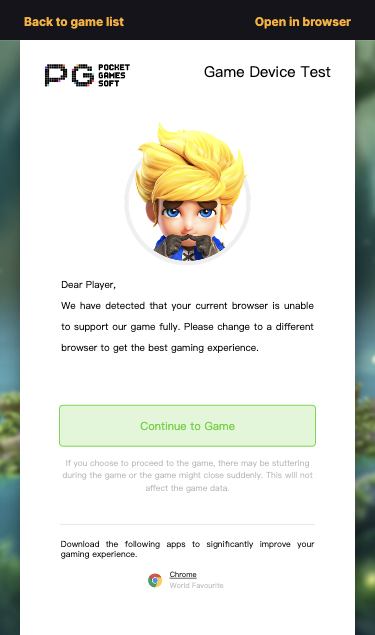 Back to game list
Open in browser
PG POCKET GAMES SOFT
Game Device Test
Dear Player,
We have detected that your current browser is unable
to support our game fully. Please change to a different
browser to get the best gaming experience.
Continue to Game
If you choose to proceed to the game, there may be stuttering
during the game or the game might close suddenly. This will not
affect the game data.
Download the following apps to significantly improve your
gaming experience.
Chrome
World Favourite